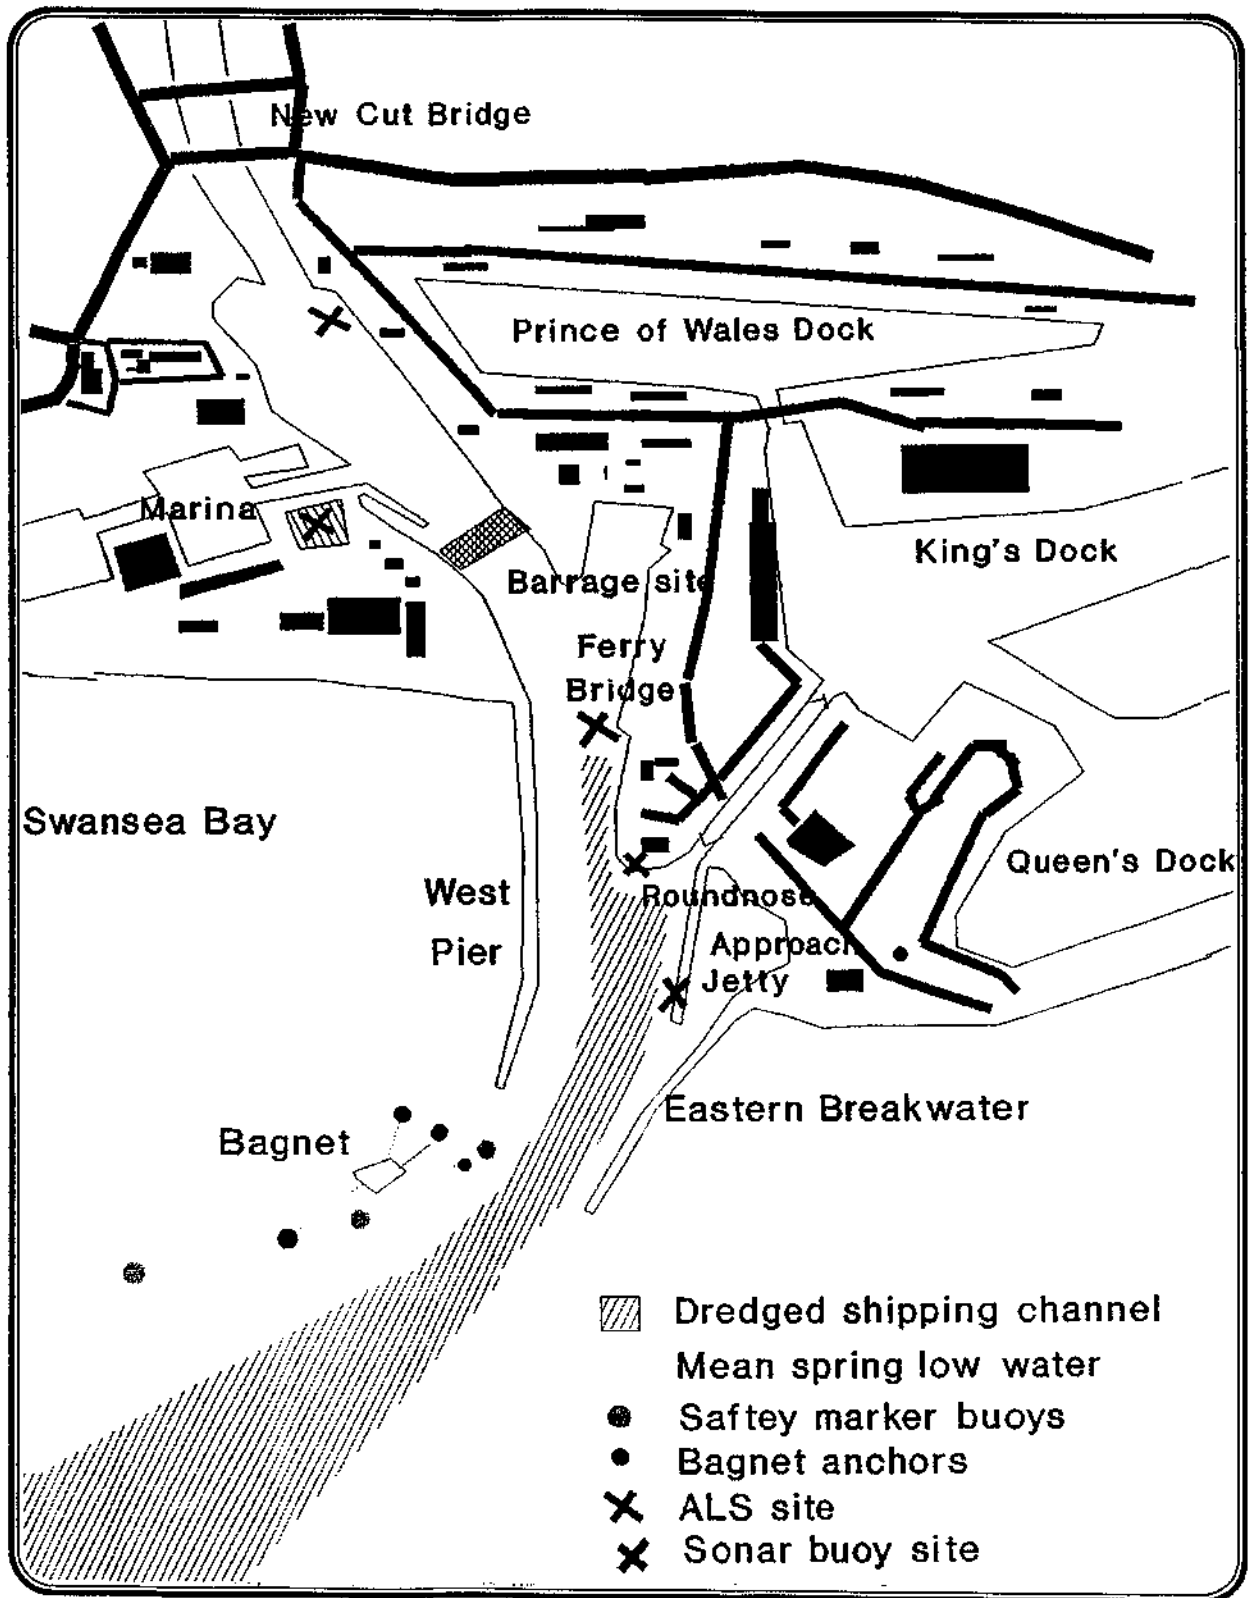 New Cut Bridge
Prince of Wales Dock
Marina
King's Dock
Barrage site
Ferry
Bridge
Swansea Bay
Queen's Dock
West
Pier
Roundnose
Approach
Jetty
Eastern Breakwater
Bagnet
Dredged shipping channel
Mean spring low water
Saftey marker buoys
Bagnet anchors
ALS site
Sonar buoy site